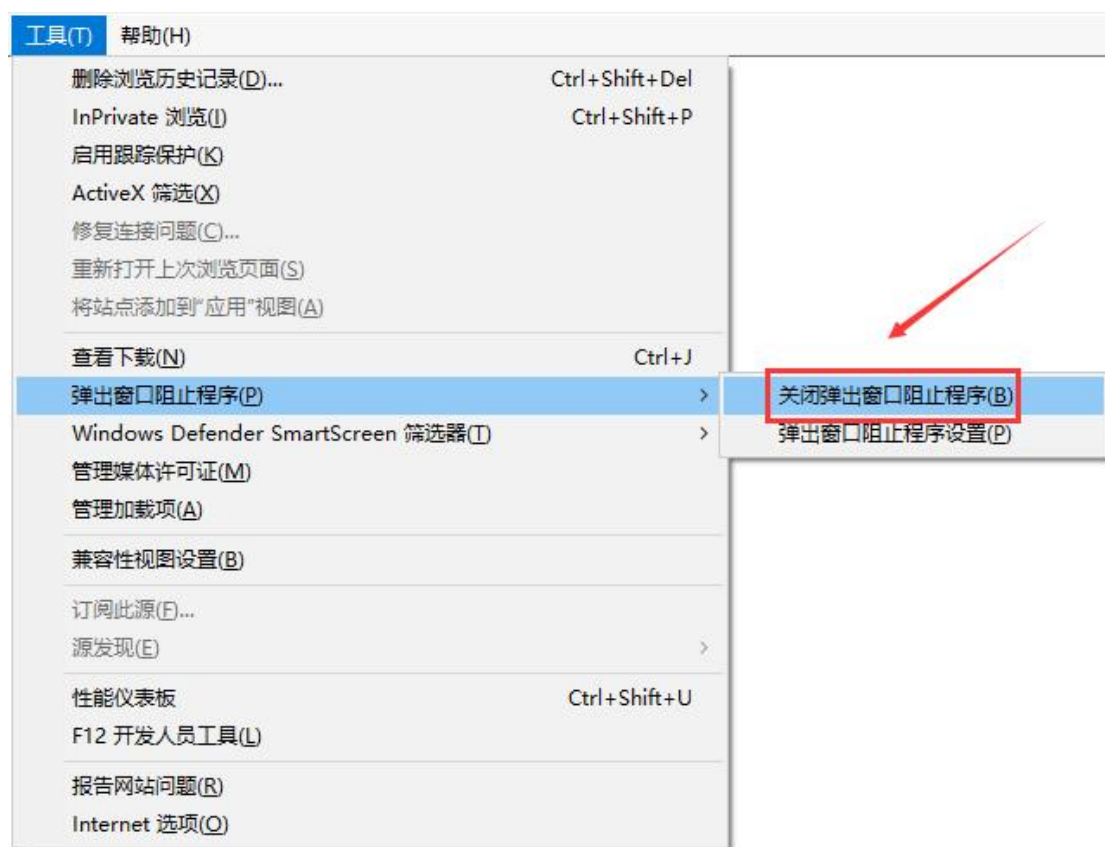 工具(T) 帮助(H)
删除浏览历史记录(D)... Ctrl+Shift+Del
InPrivate 浏览(I) Ctrl+Shift+P
启用跟踪保护(K)
ActiveX 筛选(X)
修复连接问题(C)...
重新打开上次浏览页面(S)
将站点添加到“应用”视图(A)
查看下载(N) Ctrl+J
弹出窗口阻止程序(P) > 关闭弹出窗口阻止程序(B)
Windows Defender SmartScreen 筛选器(T) > 弹出窗口阻止程序设置(P)
管理媒体许可证(M)
管理加载项(A)
兼容性视图设置(B)
订阅此源(F)...
源发现(E) >
性能仪表板 Ctrl+Shift+U
F12 开发人员工具(L)
报告网站问题(R)
Internet 选项(O)